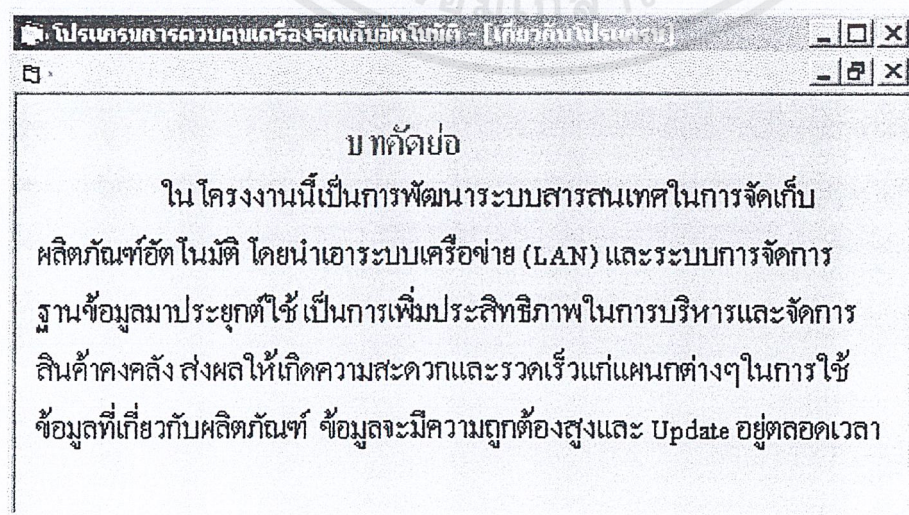 โปรแกรมการควบคุมเครื่องจัดเก็บอัตโนมัติ - [เกี่ยวกับโปรแกรม]
บทคัดย่อ
ในโครงงานนี้เป็นการพัฒนาระบบสารสนเทศในการจัดเก็บ
ผลิตภัณฑ์อัตโนมัติ โดยนำเอาระบบเครือข่าย (LAN) และระบบการจัดการ
ฐานข้อมูลมาประยุกต์ใช้ เป็นการเพิ่มประสิทธิภาพในการบริหารและจัดการ
สินค้าคงคลัง ส่งผลให้เกิดความสะดวกและรวดเร็วแก่แผนกต่างๆในการใช้
ข้อมูลที่เกี่ยวกับผลิตภัณฑ์ ข้อมูลจะมีความถูกต้องสูงและ Update อยู่ตลอดเวลา